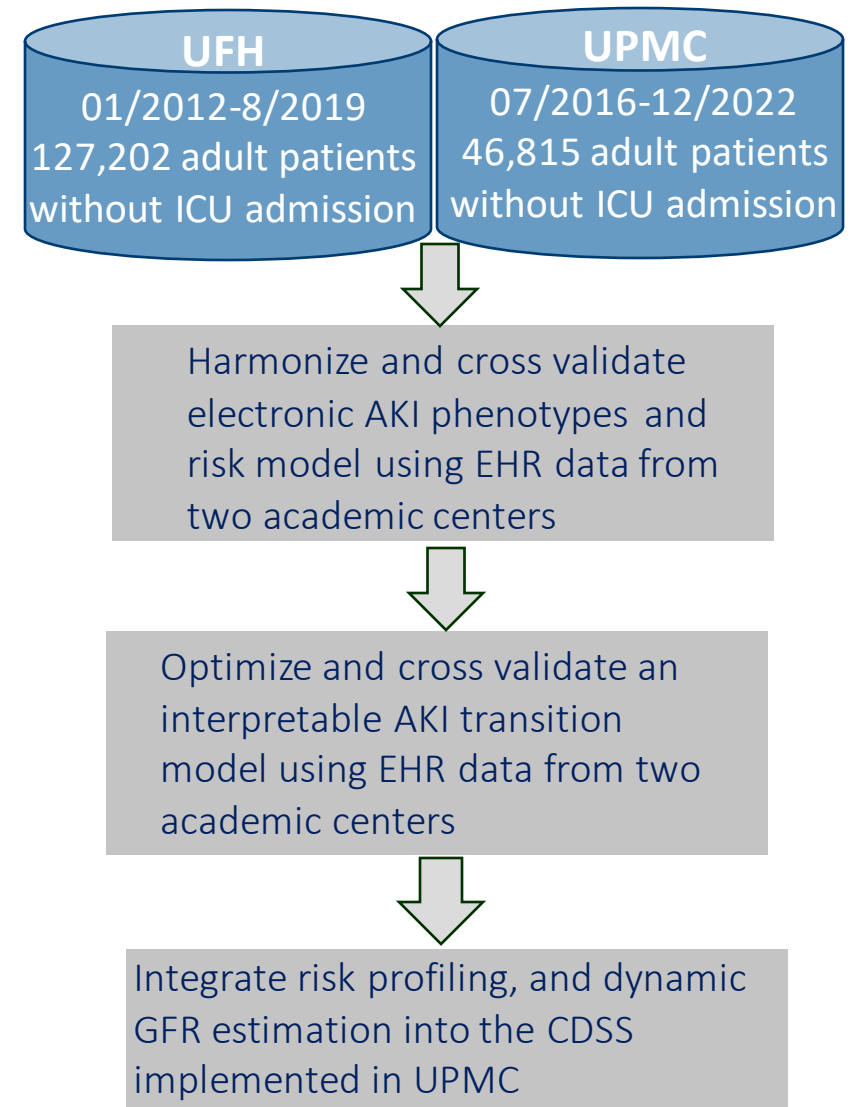 UFH
01/2012-8/2019
127,202 adult patients
without ICU admission
UPMC
07/2016-12/2022
46,815 adult patients
without ICU admission
Harmonize and cross validate
electronic AKI phenotypes and
risk model using EHR data from
two academic centers
Optimize and cross validate an
interpretable AKI transition
model using EHR data from two
academic centers
Integrate risk profiling, and dynamic
GFR estimation into the CDSS
implemented in UPMC